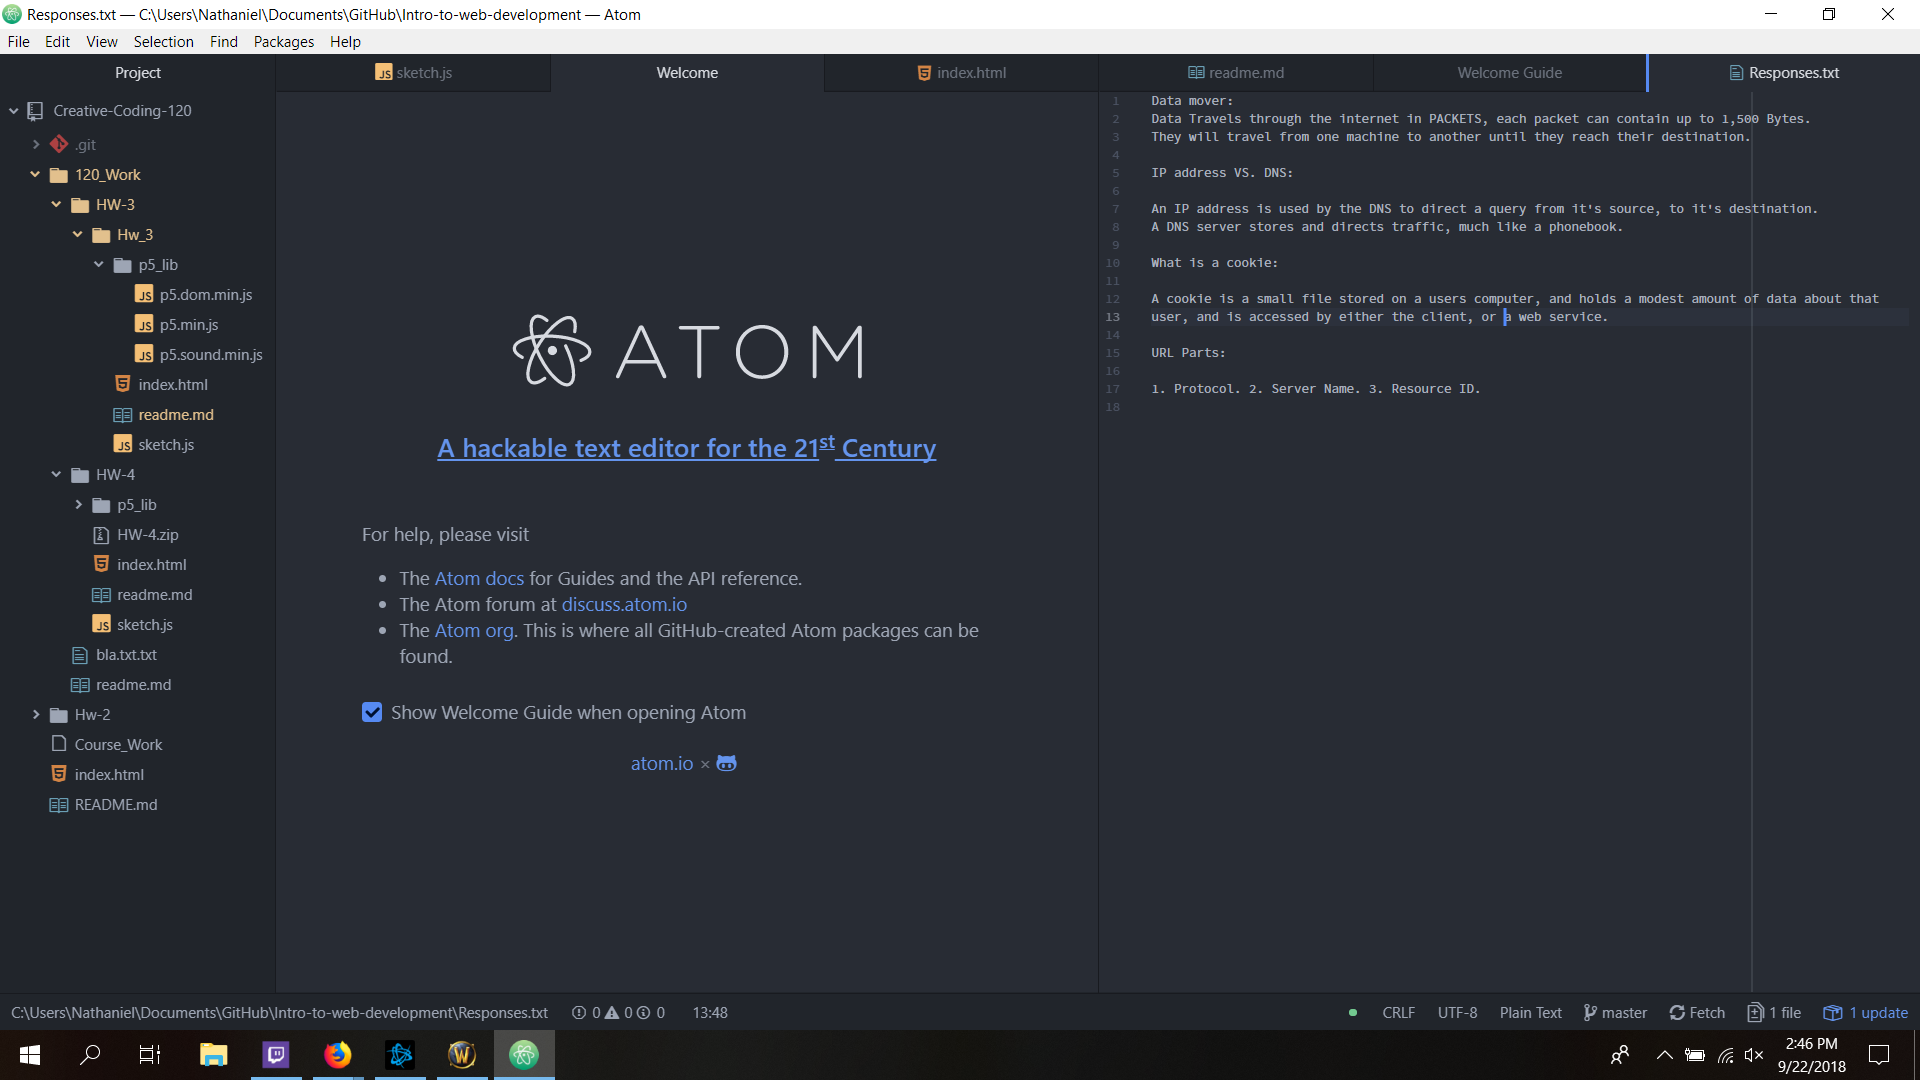 Responses.txt — C:\Users\Nathaniel\Documents\GitHub\Intro-to-web-development — Atom
File Edit View Selection Find Packages Help
Project
Creative-Coding-120
.git
120_Work
HW-3
Hw_3
p5_lib
p5.dom.min.js
p5.min.js
p5.sound.min.js
index.html
readme.md
sketch.js
HW-4
p5_lib
HW-4.zip
index.html
readme.md
sketch.js
bla.txt.txt
readme.md
Hw-2
Course_Work
index.html
README.md
sketch.js Welcome index.html
ATOM
A hackable text editor for the 21st Century
For help, please visit
The Atom docs for Guides and the API reference.
The Atom forum at discuss.atom.io
The Atom org. This is where all GitHub-created Atom packages can be
found.
Show Welcome Guide when opening Atom
atom.io ×
readme.md Welcome Guide Responses.txt
1 Data mover:
2 Data Travels through the internet in PACKETS, each packet can contain up to 1,500 Bytes.
3 They will travel from one machine to another until they reach their destination.
4
5 IP address VS. DNS:
6
7 An IP address is used by the DNS to direct a query from it's source, to it's destination.
8 A DNS server stores and directs traffic, much like a phonebook.
9
10 What is a cookie:
11
12 A cookie is a small file stored on a users computer, and holds a modest amount of data about that
13 user, and is accessed by either the client, or a web service.
14
15 URL Parts:
16
17 1. Protocol. 2. Server Name. 3. Resource ID.
18
C:\Users\Nathaniel\Documents\GitHub\Intro-to-web-development\Responses.txt 0 0 0 13:48 CRLF UTF-8 Plain Text master Fetch 1 file 1 update
2:46 PM
9/22/2018